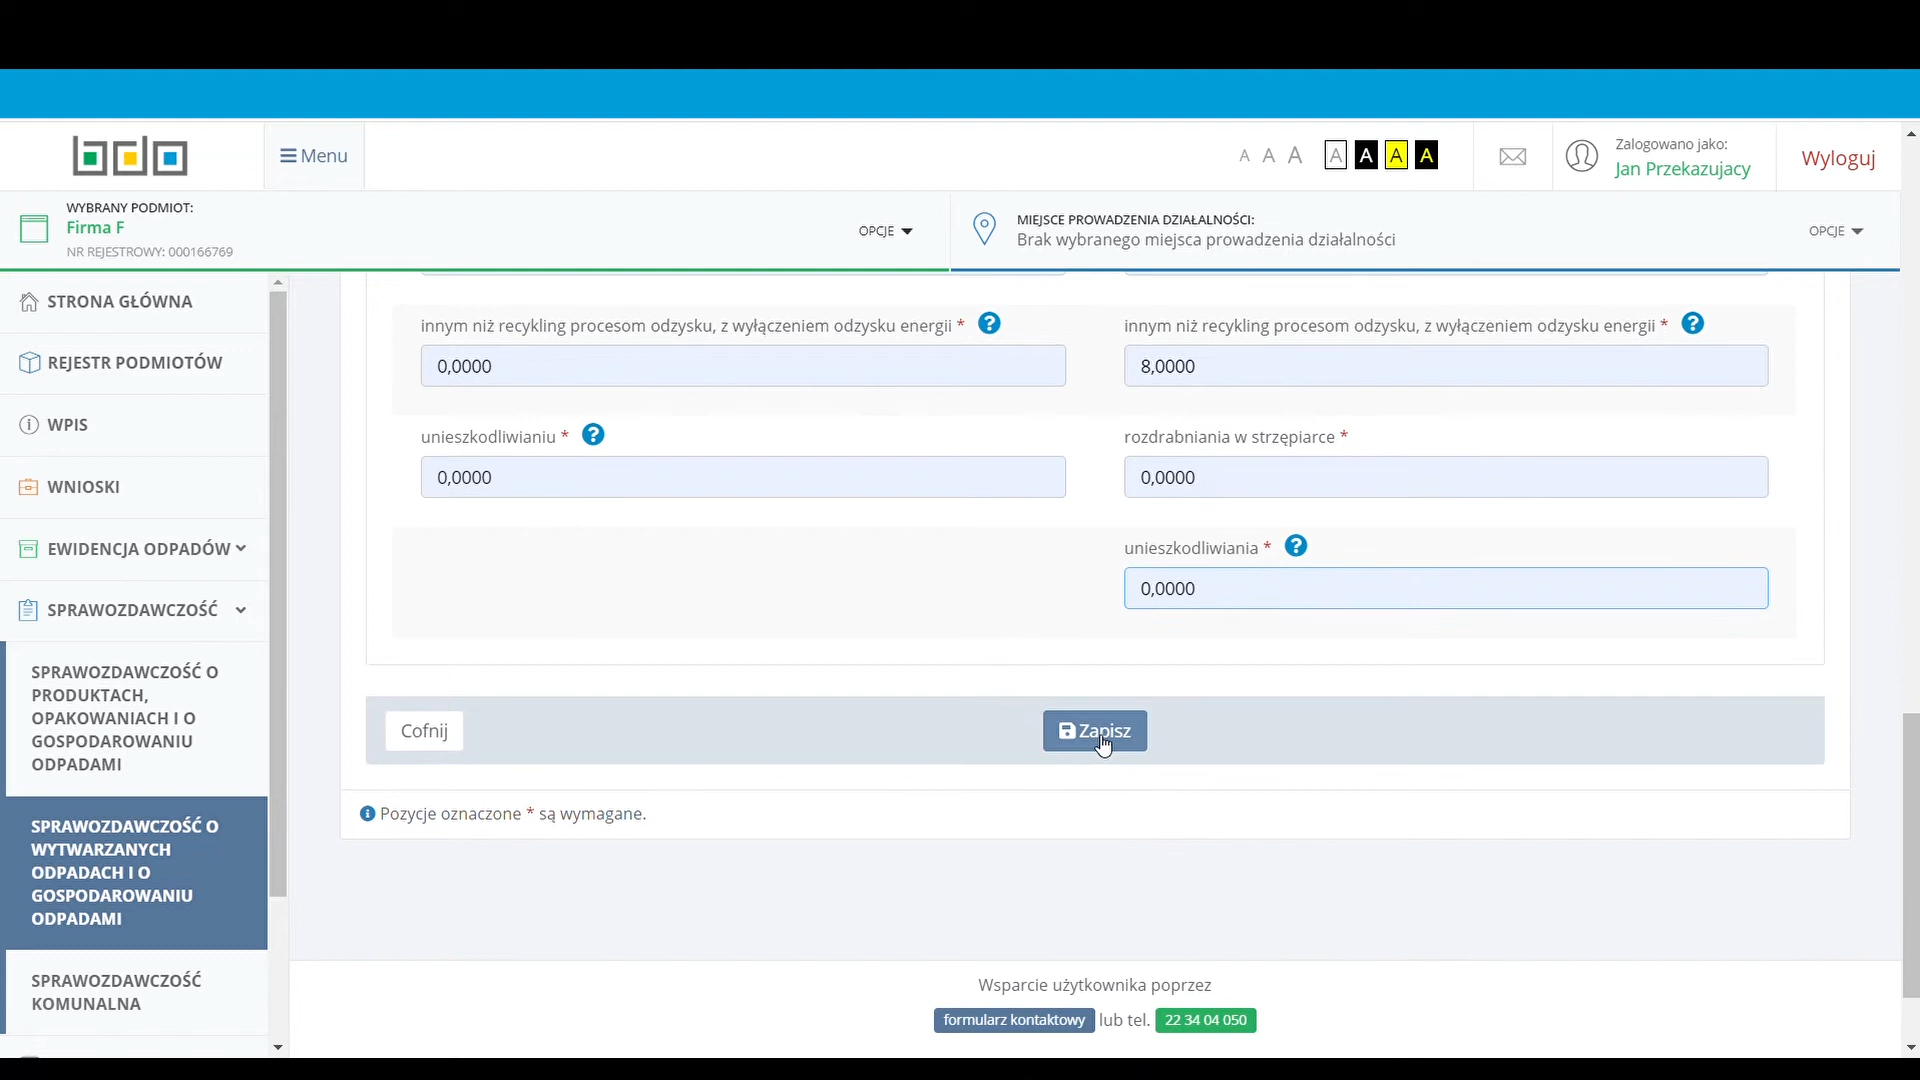 bdo
Menu
A A A A A A A
Zalogowano jako:
Jan Przekazujacy
Wyloguj
WYBRANY PODMIOT:
Firma F
NR REJESTROWY: 000166769
OPCJE
MIEJSCE PROWADZENIA DZIAŁALNOŚCI:
Brak wybranego miejsca prowadzenia działalności
OPCJE
STRONA GŁÓWNA
REJESTR PODMIOTÓW
WPIS
WNIOSKI
EWIDENCJA ODPADÓW
SPRAWOZDAWCZOŚĆ
SPRAWOZDAWCZOŚĆ O
PRODUKTACH,
OPAKOWANIACH I O
GOSPODAROWANIU
ODPADAMI
SPRAWOZDAWCZOŚĆ O
WYTWARZANYCH
ODPADACH I O
GOSPODAROWANIU
ODPADAMI
SPRAWOZDAWCZOŚĆ
KOMUNALNA
innym niż recykling procesom odzysku, z wyłączeniem odzysku energii * ?
0,0000
innym niż recykling procesom odzysku, z wyłączeniem odzysku energii * ?
8,0000
unieszkodliwianiu * ?
0,0000
rozdrabniania w strzępiarce *
0,0000
unieszkodliwiania * ?
0,0000
Cofnij
Zapisz
Pozycje oznaczone * są wymagane.
Wsparcie użytkownika poprzez
formularz kontaktowy lub tel. 22 34 04 050